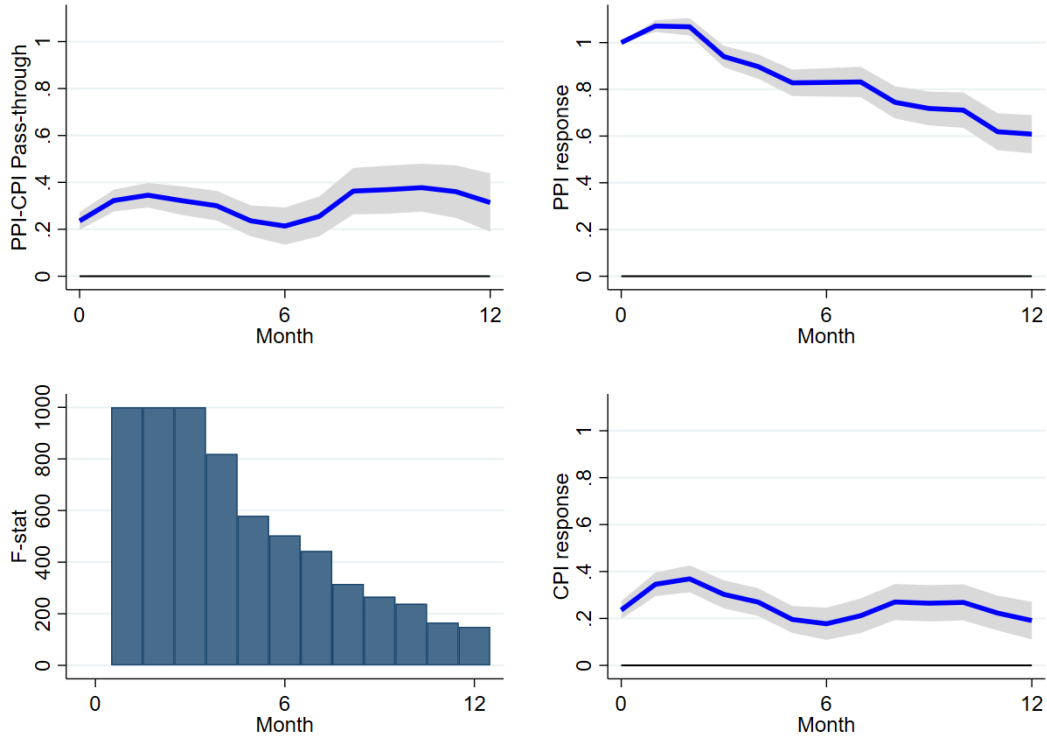 PPI-CPI Pass-through
1
.8
.6
.4
.2
0
0 6 12
Month
PPI response
1
.8
.6
.4
.2
0
0 6 12
Month
F-stat
1000
800
600
400
200
0
0 6 12
Month
CPI response
1
.8
.6
.4
.2
0
0 6 12
Month